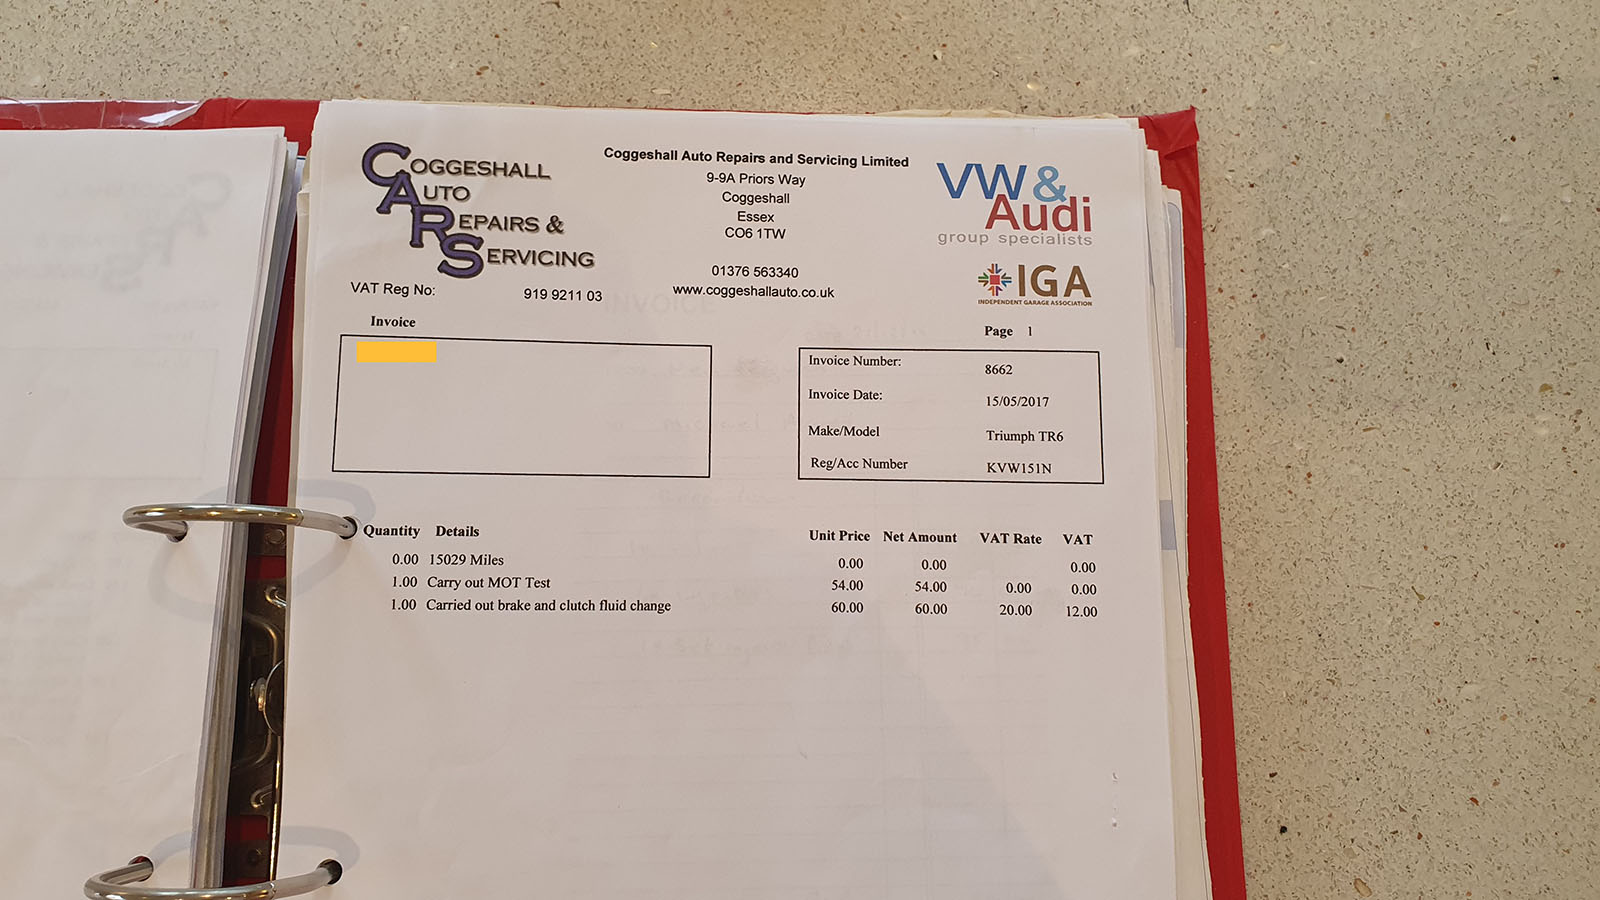 COGGESHALL
AUTO
REPAIRS &
SERVICING
Coggeshall Auto Repairs and Servicing Limited
9-9A Priors Way
Coggeshall
Essex
CO6 1TW
01376 563340
www.coggeshallauto.co.uk
VW &
Audi
group specialists
IGA
INDEPENDENT GARAGE ASSOCIATION
VAT Reg No: 919 9211 03
Invoice
Page 1
Invoice Number: 8662
Invoice Date: 15/05/2017
Make/Model Triumph TR6
Reg/Acc Number KVW151N
Quantity Details Unit Price Net Amount VAT Rate VAT
0.00 15029 Miles 0.00 0.00 0.00
1.00 Carry out MOT Test 54.00 54.00 0.00 0.00
1.00 Carried out brake and clutch fluid change 60.00 60.00 20.00 12.00
INVOICE